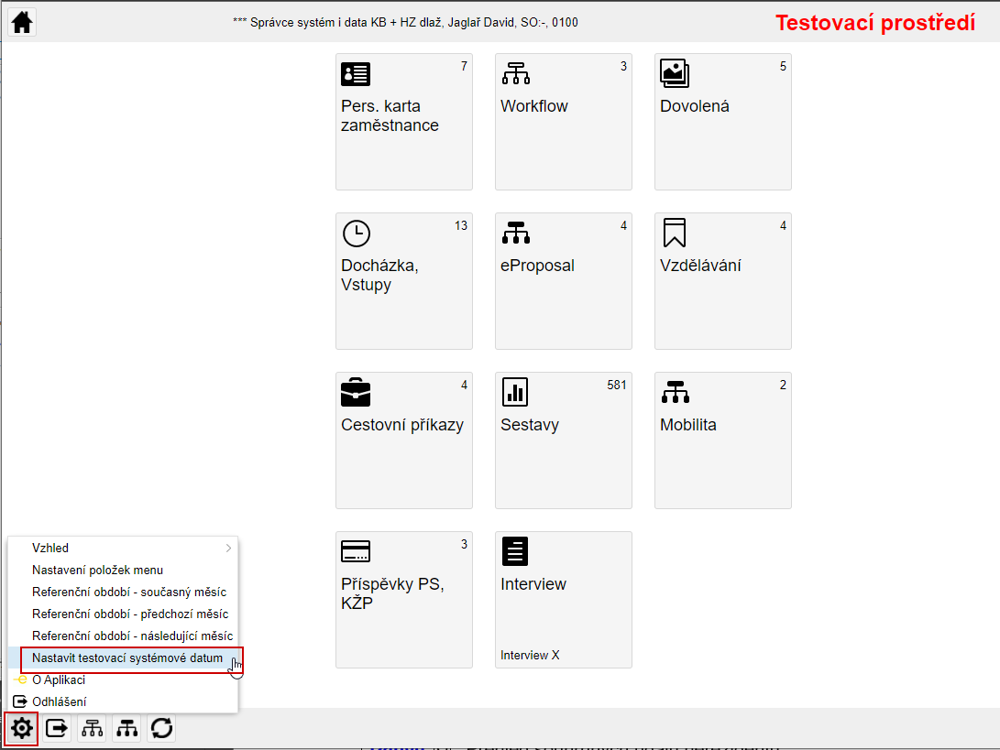 *** Správce systém i data KB + HZ dlaž, Jaglař David, SO:-, 0100
Testovací prostředí
7
Pers. karta
zaměstnance
3
Workflow
5
Dovolená
13
Docházka,
Vstupy
4
eProposal
4
Vzdělávání
4
Cestovní příkazy
581
Sestavy
2
Mobilita
3
Příspěvky PS,
KŽP
Interview
Interview X
Vzhled
Nastavení položek menu
Referenční období - současný měsíc
Referenční období - předchozí měsíc
Referenční období - následující měsíc
Nastavit testovací systémové datum
O Aplikaci
Odhlášení